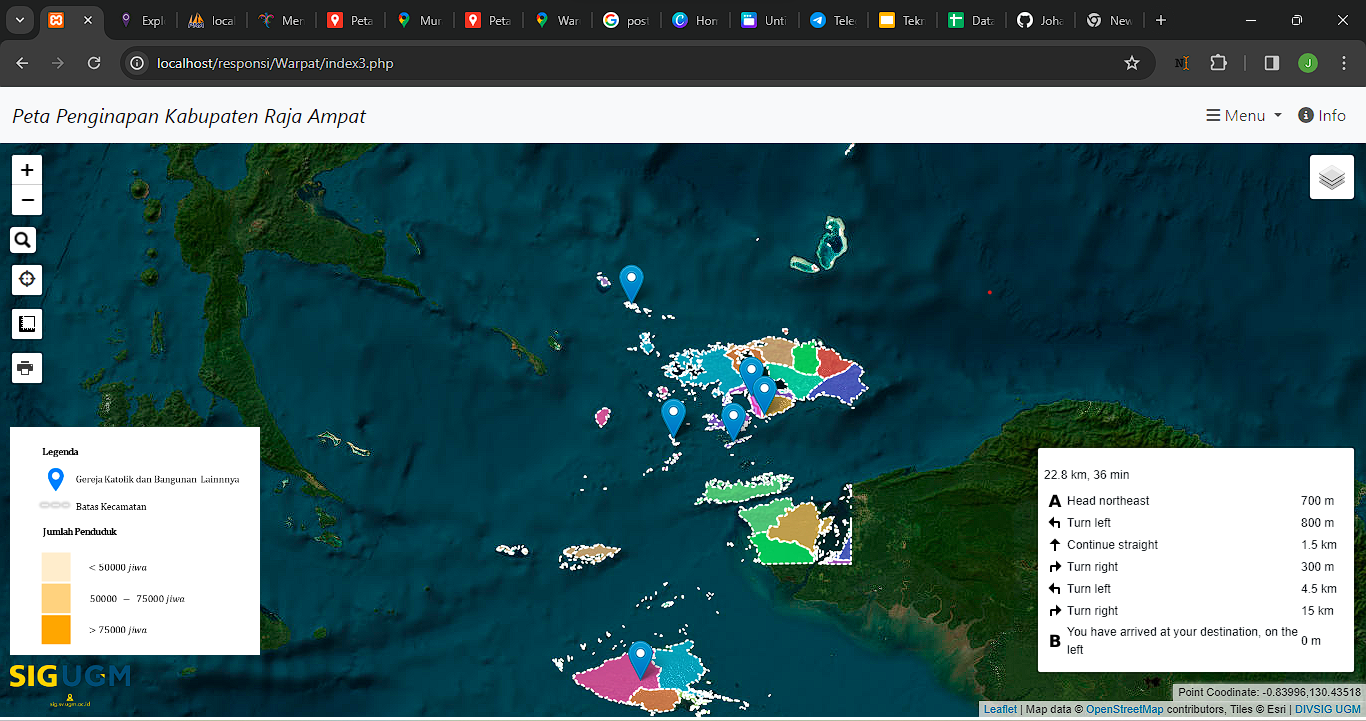 Expl
local
Mer
Peta
Mur
Peta
War
post
Hom
Unti
Tele
Tekn
Data
Joha
New
localhost/responsi/Warpat/index3.php
J
Peta Penginapan Kabupaten Raja Ampat
Menu
Info
+
−
Legenda
Gereja Katolik dan Bangunan Lainnnya
Batas Kecamatan
Jumlah Penduduk
< 50000 jiwa
50000 − 75000 jiwa
> 75000 jiwa
SIGUGM
sig.sv.ugm.ac.id
22.8 km, 36 min
A Head northeast 700 m
Turn left 800 m
Continue straight 1.5 km
Turn right 300 m
Turn left 4.5 km
Turn right 15 km
B You have arrived at your destination, on the left 0 m
Point Coodinate: -0.83996,130.43518
Leaflet | Map data © OpenStreetMap contributors, Tiles © Esri | DIVSIG UGM